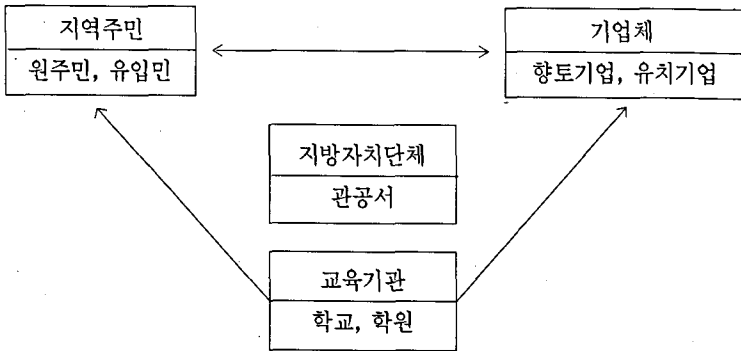 지역주민
원주민, 유입민
기업체
향토기업, 유치기업
지방자치단체
관공서
교육기관
학교, 학원